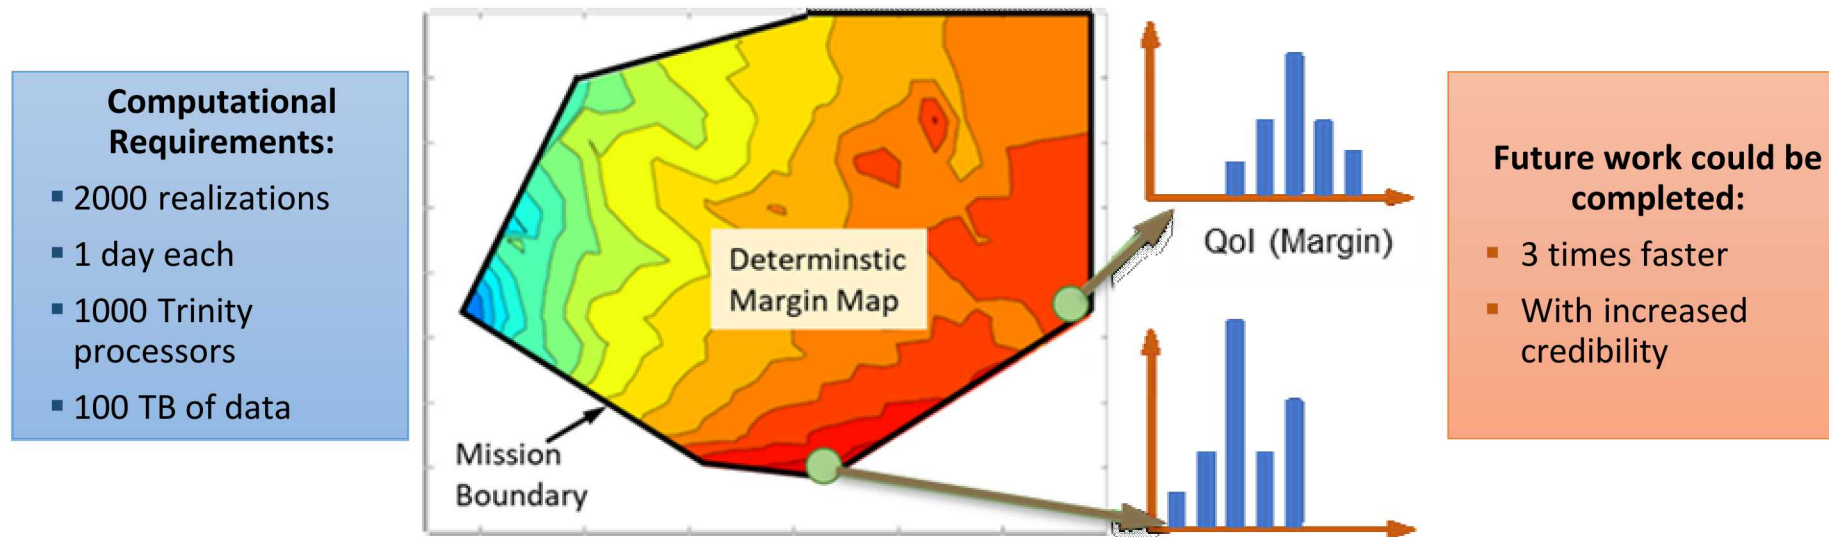 Computational
Requirements:
▪ 2000 realizations
▪ 1 day each
▪ 1000 Trinity
processors
▪ 100 TB of data
Determinstic
Margin Map
Mission
Boundary
QoI (Margin)
Future work could be
completed:
▪ 3 times faster
▪ With increased
credibility